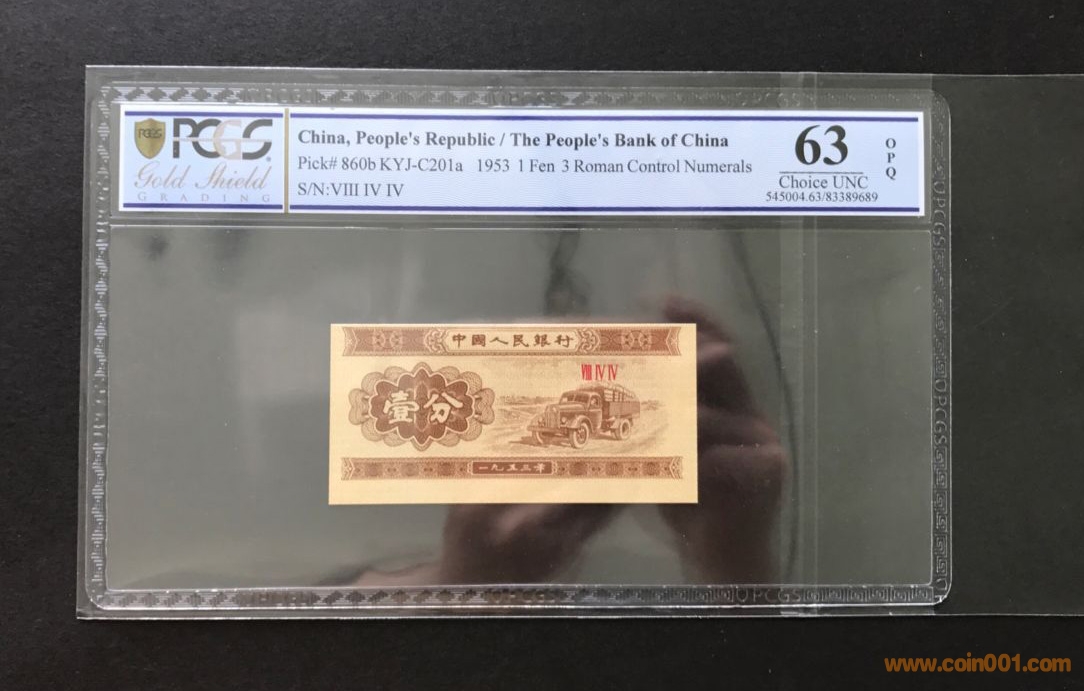 PCGS
Gold Shield
GRADING
China, People's Republic / The People's Bank of China
Pick# 860b KYJ-C201a 1953 1 Fen 3 Roman Control Numerals
S/N:VIII IV IV
63
Choice UNC
545004.63/83389689
OPQ
中國人民銀行
VIII IV IV
壹分
一九五三年
www.coin001.com